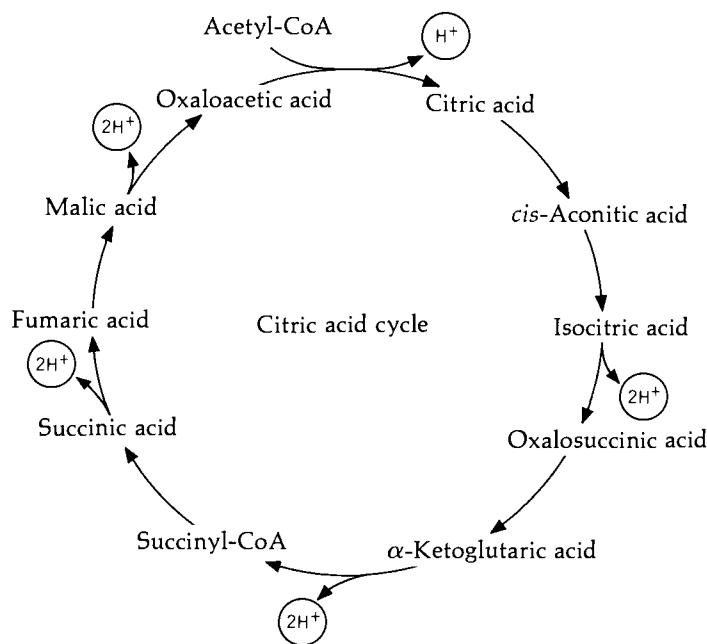 Acetyl-CoA
H⁺
Oxaloacetic acid
Citric acid
2H⁺
Malic acid
cis-Aconitic acid
Fumaric acid
Citric acid cycle
Isocitric acid
2H⁺
2H⁺
Succinic acid
Oxalosuccinic acid
Succinyl-CoA
α-Ketoglutaric acid
2H⁺